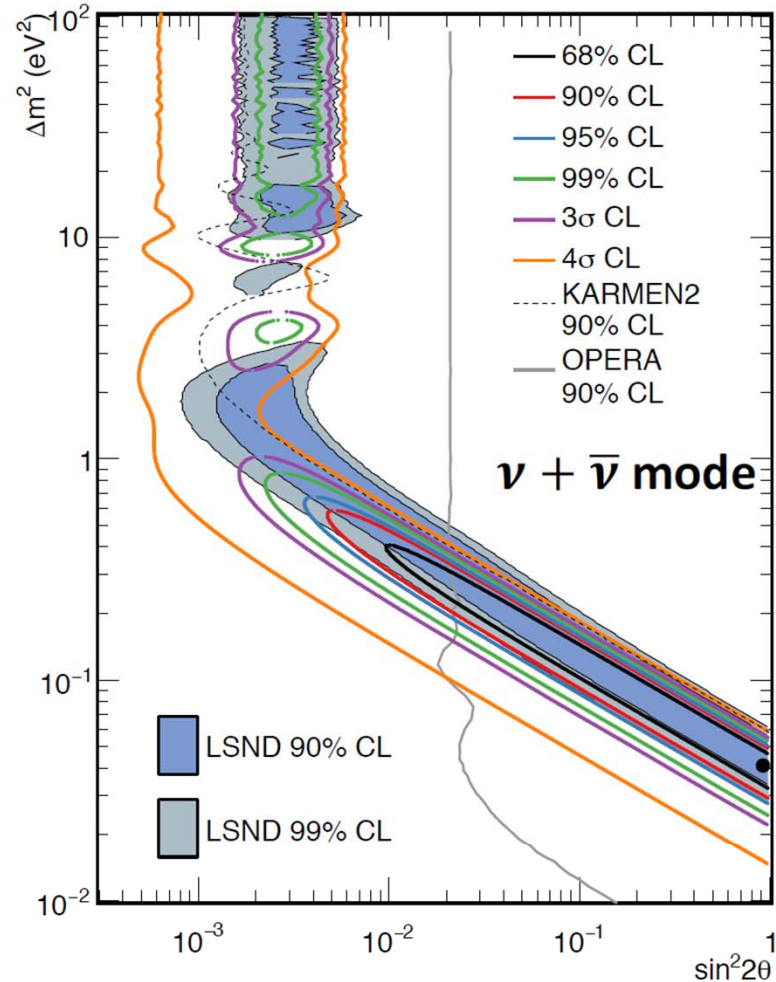 10²
Δm² (eV²)
68% CL
90% CL
95% CL
99% CL
3σ CL
4σ CL
KARMEN2
90% CL
OPERA
90% CL
10
1
ν + ν̅ mode
10⁻¹
LSND 90% CL
LSND 99% CL
10⁻²
10⁻³ 10⁻² 10⁻¹ 1
sin²2θ